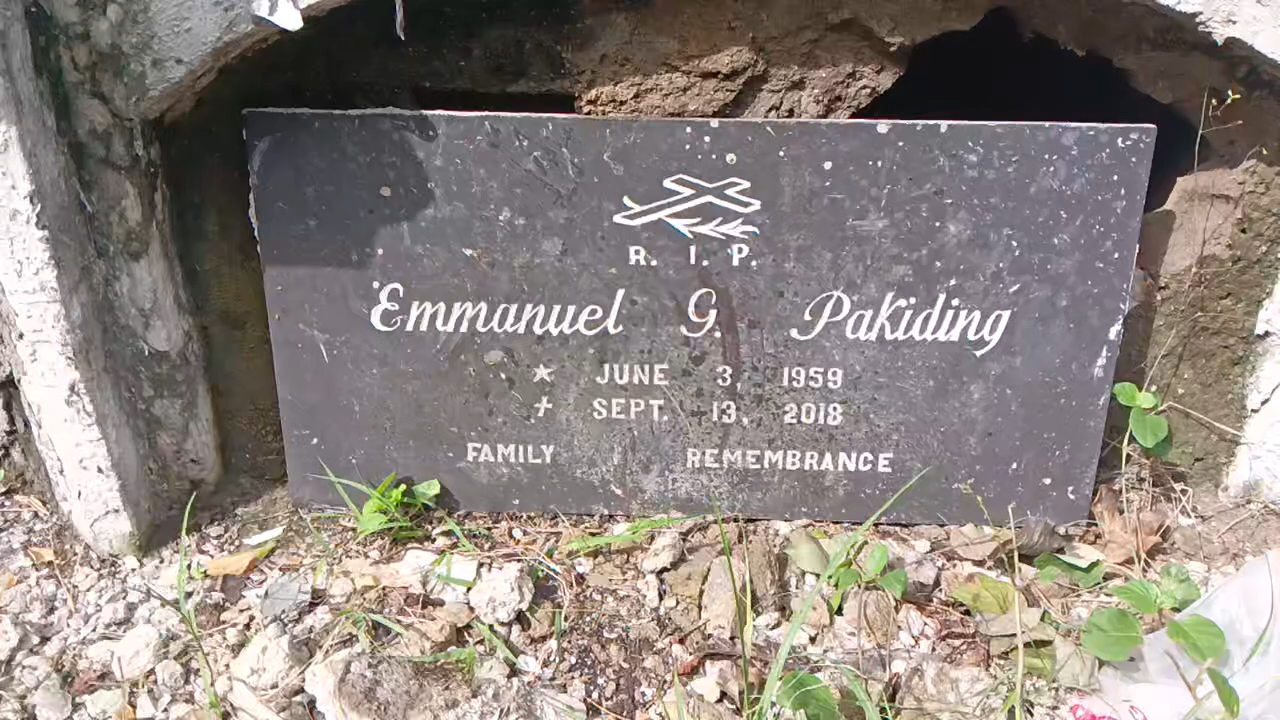 R. I. P.
Emmanuel G. Pakiding
★ JUNE 3, 1959
✝ SEPT. 13, 2018
FAMILY REMEMBRANCE